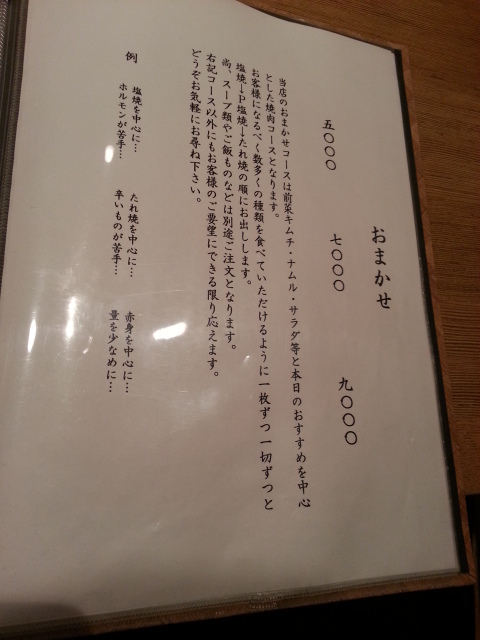 おまかせ
五〇〇〇
七〇〇〇
九〇〇〇
当店のおまかせコースは前菜キムチ・ナムル・サラダ等と本日のおすすめを中心
とした焼肉コースとなります。
お客様になるべく数多くの種類を食べていただけるように一枚ずつ一切ずつと
塩焼→P塩焼→たれ焼の順にお出しします。
尚、スープ類やご飯ものなどは別途ご注文となります。
右記コース以外にもお客様のご要望にできる限り応えます。
どうぞお気軽にお尋ね下さい。
例
塩焼を中心に…
ホルモンが苦手…
たれ焼を中心に…
辛いものが苦手…
赤身を中心に…
量を少なめに…